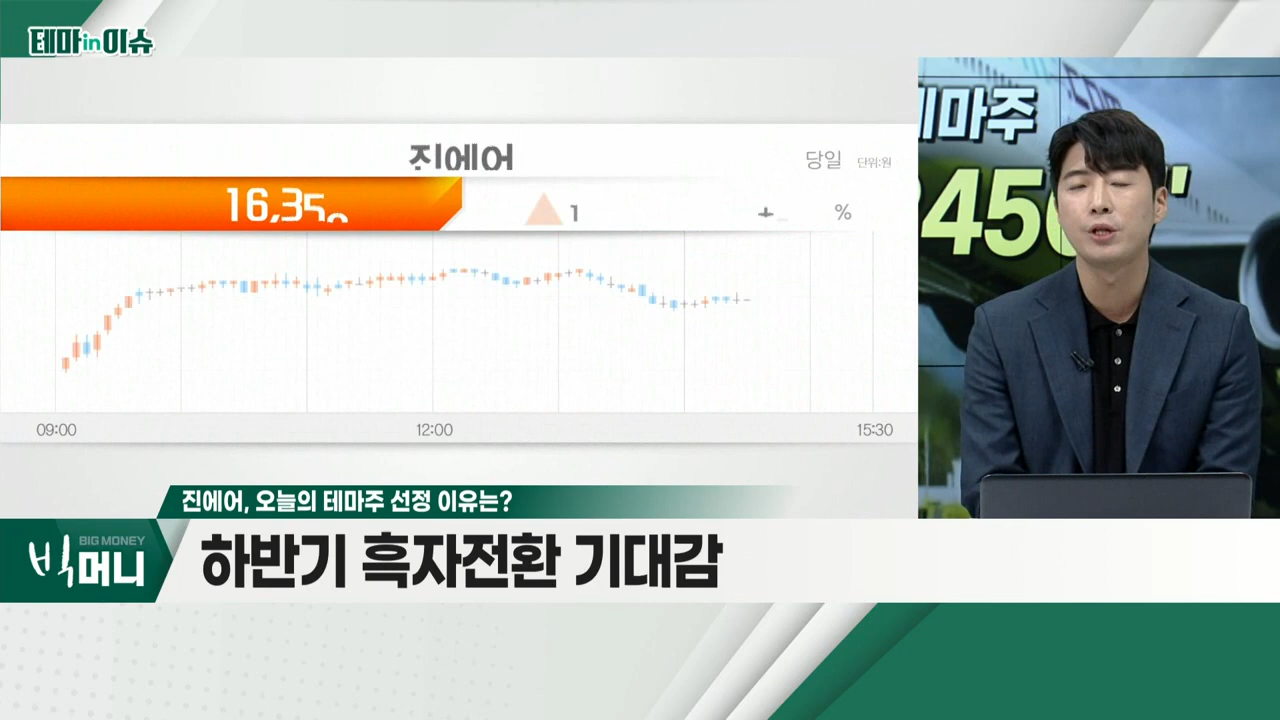 테마in이슈
진에어
당일
단위:원
16,350
▲1
+
%
09:00
12:00
15:30
테마주
.com
진에어, 오늘의 테마주 선정 이유는?
BIG MONEY
빅머니
하반기 흑자전환 기대감